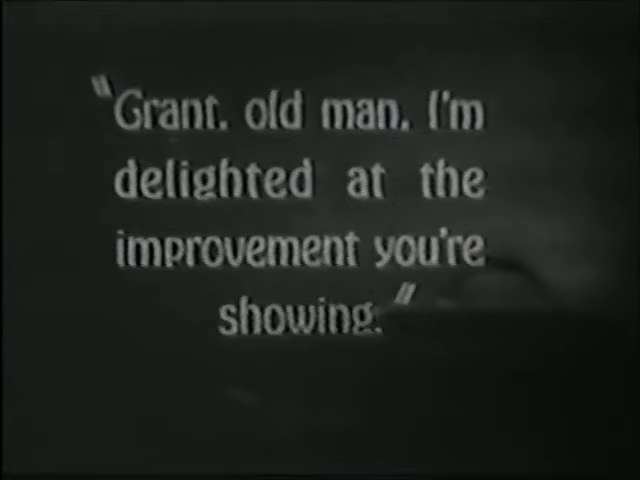 "Grant, old man, I'm
delighted at the
improvement you're
showing."